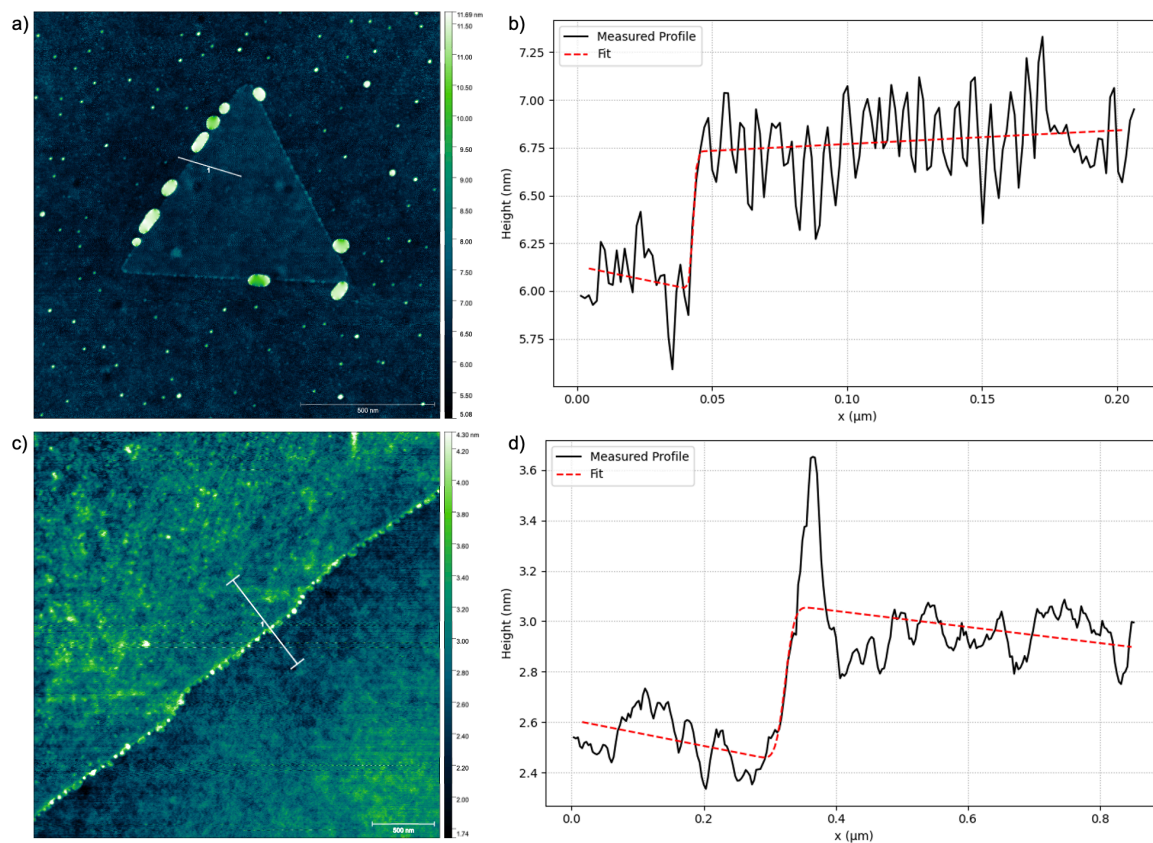 a)
11.69 nm
11.50
10.50
10.00
9.50
9.00
8.50
8.00
7.50
7.00
6.50
6.00
5.50
5.08
1
500 nm
b)
Measured Profile
Fit
7.25
7.00
6.75
6.50
6.25
6.00
5.75
Height (nm)
0.00 0.05 0.10 0.15 0.20
x (μm)
c)
4.30 nm
4.20
4.00
3.80
3.60
3.40
3.20
3.00
2.80
2.60
2.40
2.20
2.00
1.74
1
500 nm
d)
Measured Profile
Fit
3.6
3.4
3.2
3.0
2.8
2.6
2.4
Height (nm)
0.0 0.2 0.4 0.6 0.8
x (μm)